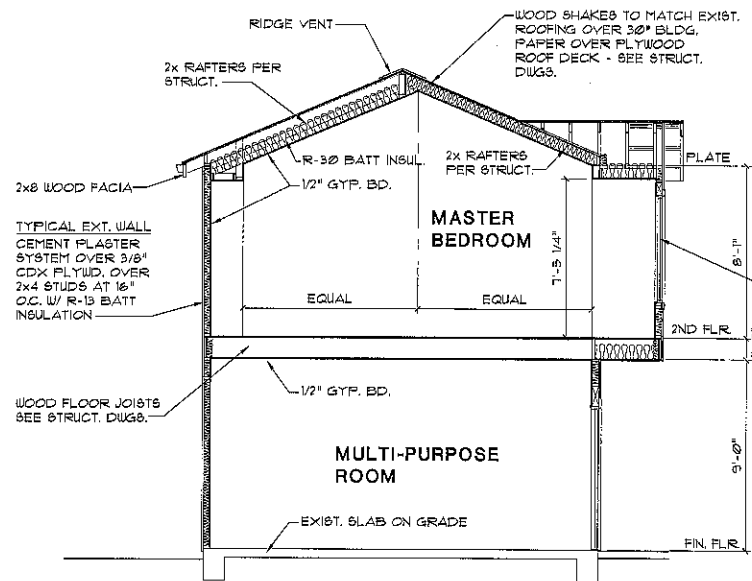 RIDGE VENT
WOOD SHAKES TO MATCH EXIST.
ROOFING OVER 30# BLDG.
PAPER OVER PLYWOOD
ROOF DECK - SEE STRUCT.
DWGS.
2x RAFTERS PER
STRUCT.
R-30 BATT INSUL.
2x RAFTERS
PER STRUCT.
PLATE
2x8 WOOD FACIA
1/2" GYP. BD.
TYPICAL EXT. WALL
CEMENT PLASTER
SYSTEM OVER 3/8"
CDX PLYWD. OVER
2x4 STUDS AT 16"
O.C. W/ R-13 BATT
INSULATION
MASTER
BEDROOM
7'-5 1/4"
8'-1"
EQUAL
EQUAL
2ND FLR.
WOOD FLOOR JOISTS
SEE STRUCT. DWGS.
1/2" GYP. BD.
MULTI-PURPOSE
ROOM
9'-0"
EXIST. SLAB ON GRADE
FIN. FLR.